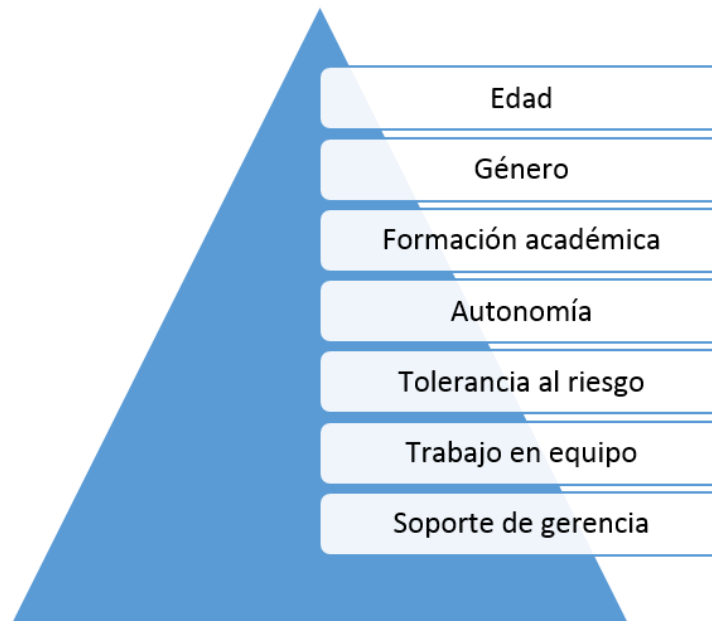 Edad
Género
Formación académica
Autonomía
Tolerancia al riesgo
Trabajo en equipo
Soporte de gerencia